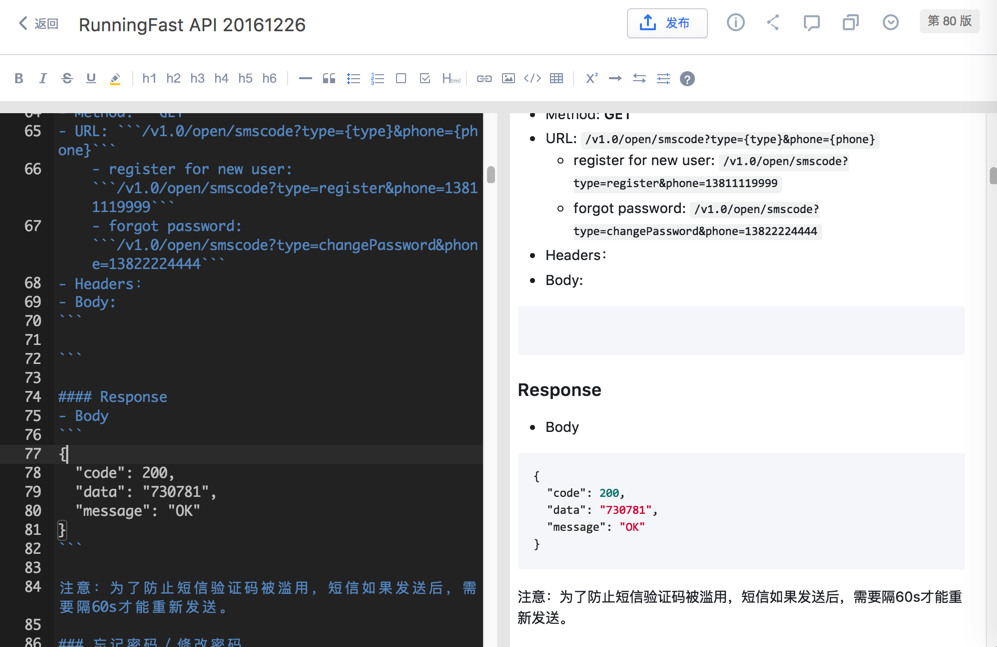 返回 RunningFast API 20161226 发布 第 80 版
B I S U h1 h2 h3 h4 h5 h6 Html X² ?
64 - Method: **GET**
65 - URL: ```/v1.0/open/smscode?type={type}&phone={ph
one}```
66 - register for new user:
```/v1.0/open/smscode?type=register&phone=1381
1119999```
67 - forgot password:
```/v1.0/open/smscode?type=changePassword&phon
e=13822224444```
68 - Headers：
69 - Body:
70 ```
71
72 ```
73
74 #### Response
75 - Body
76 ```
77 {
78 "code": 200,
79 "data": "730781",
80 "message": "OK"
81 }
82 ```
83
84 注意：为了防止短信验证码被滥用，短信如果发送后，需
要隔60s才能重新发送。
85
86 ### 忘记密码 / 修改密码
Method: GET
URL: /v1.0/open/smscode?type={type}&phone={phone}
register for new user: /v1.0/open/smscode?
type=register&phone=13811119999
forgot password: /v1.0/open/smscode?
type=changePassword&phone=13822224444
Headers：
Body:
Response
Body
{
"code": 200,
"data": "730781",
"message": "OK"
}
注意：为了防止短信验证码被滥用，短信如果发送后，需要隔60s才能重
新发送。